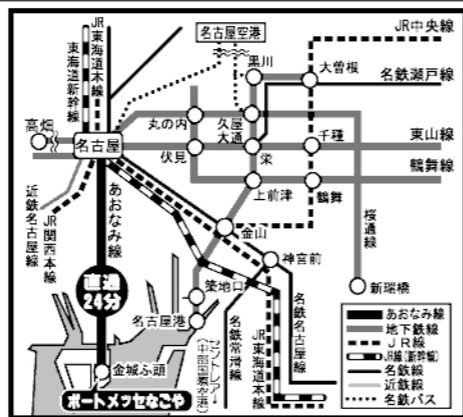 JR東海道本線
東海道新幹線
名古屋空港
JR中央線
黒川
大曽根
名鉄瀬戸線
高畑
名古屋
丸の内
久屋
大通
千種
東山線
伏見
栄
鶴舞線
上前津
鶴舞
近鉄名古屋線
JR関西本線
あおなみ線
桜通線
金山
神宮前
直通
24分
築地口
新瑞橋
名古屋港
セントレア→
(中部国際空港)
名鉄常滑線
JR東海道本線
名鉄名古屋線
金城ふ頭
ポートメッセなごや
あおなみ線
地下鉄線
JR線
JR線(新幹線)
名鉄線
近鉄線
名鉄バス